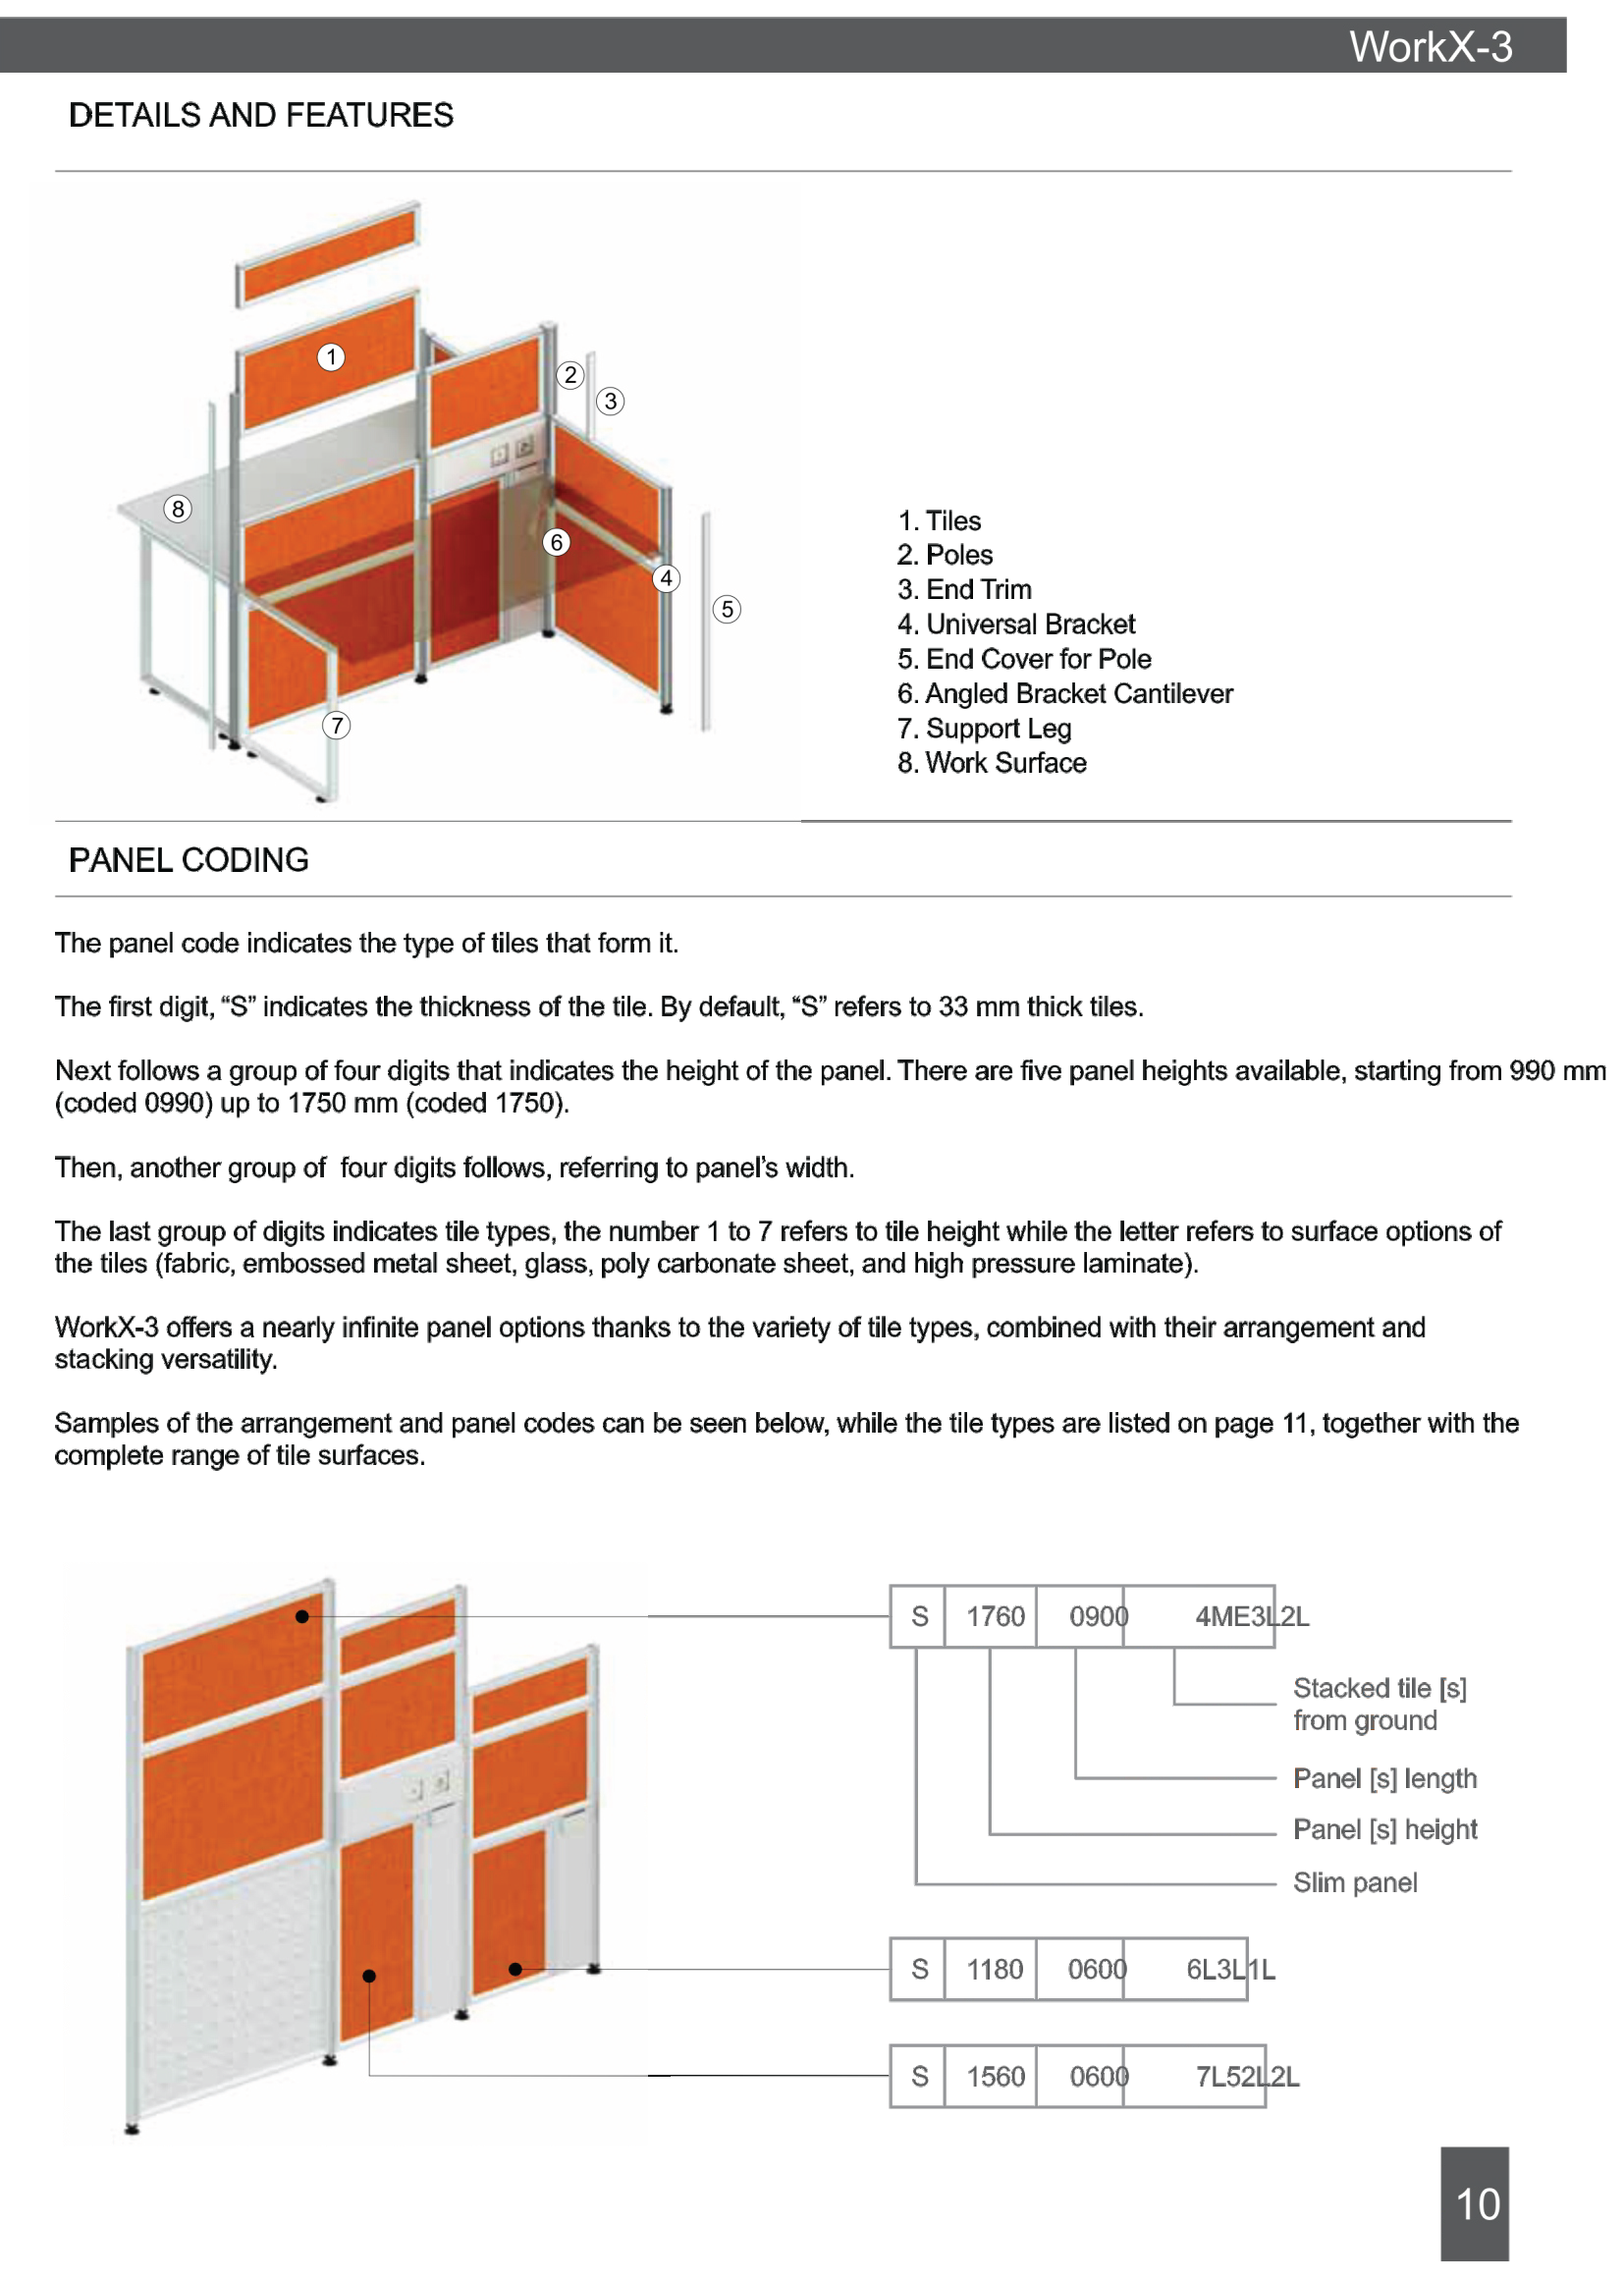 WorkX-3
DETAILS AND FEATURES
1
2
3
8
6
4
5
7
1. Tiles
2. Poles
3. End Trim
4. Universal Bracket
5. End Cover for Pole
6. Angled Bracket Cantilever
7. Support Leg
8. Work Surface
PANEL CODING
The panel code indicates the type of tiles that form it.
The first digit, “S” indicates the thickness of the tile. By default, “S” refers to 33 mm thick tiles.
Next follows a group of four digits that indicates the height of the panel. There are five panel heights available, starting from 990 mm
(coded 0990) up to 1750 mm (coded 1750).
Then, another group of  four digits follows, referring to panel’s width.
The last group of digits indicates tile types, the number 1 to 7 refers to tile height while the letter refers to surface options of
the tiles (fabric, embossed metal sheet, glass, poly carbonate sheet, and high pressure laminate).
WorkX-3 offers a nearly infinite panel options thanks to the variety of tile types, combined with their arrangement and
stacking versatility.
Samples of the arrangement and panel codes can be seen below, while the tile types are listed on page 11, together with the
complete range of tile surfaces.
S 1760 0900 4ME3L2L
Stacked tile [s]
from ground
Panel [s] length
Panel [s] height
Slim panel
S 1180 0600 6L3L1L
S 1560 0600 7L52L2L
10